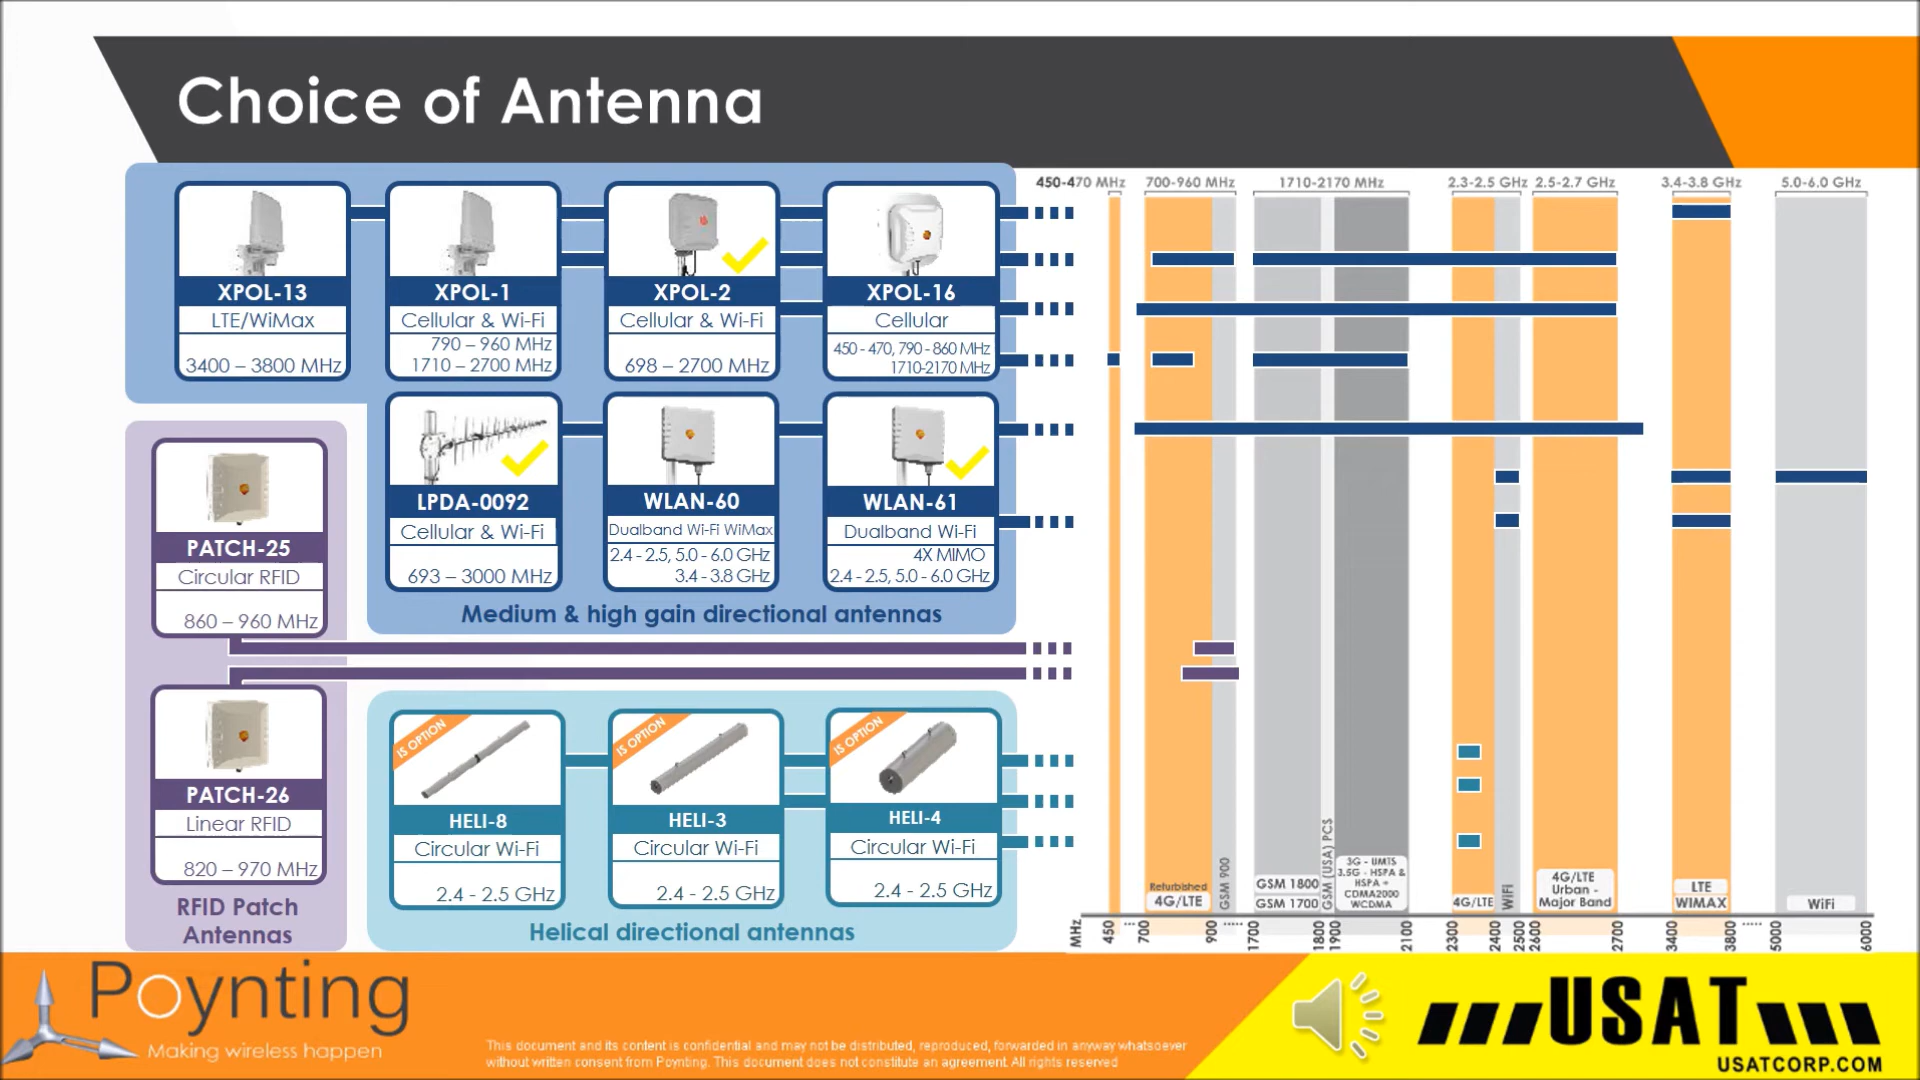 Choice of Antenna
XPOL-13
LTE/WiMax
3400 – 3800 MHz
XPOL-1
Cellular & Wi-Fi
790 – 960 MHz
1710 – 2700 MHz
XPOL-2
Cellular & Wi-Fi
698 – 2700 MHz
XPOL-16
Cellular
450 - 470, 790 - 860 MHz
1710-2170 MHz
LPDA-0092
Cellular & Wi-Fi
693 – 3000 MHz
WLAN-60
Dualband Wi-Fi WiMax
2.4 - 2.5, 5.0 - 6.0 GHz
3.4 - 3.8 GHz
WLAN-61
Dualband Wi-Fi
4X MIMO
2.4 - 2.5, 5.0 - 6.0 GHz
Medium & high gain directional antennas
PATCH-25
Circular RFID
860 – 960 MHz
PATCH-26
Linear RFID
820 – 970 MHz
RFID Patch
Antennas
IS OPTION
HELI-8
Circular Wi-Fi
2.4 - 2.5 GHz
IS OPTION
HELI-3
Circular Wi-Fi
2.4 - 2.5 GHz
IS OPTION
HELI-4
Circular Wi-Fi
2.4 - 2.5 GHz
Helical directional antennas
450-470 MHz
700-960 MHz
1710-2170 MHz
2.3-2.5 GHz
2.5-2.7 GHz
3.4-3.8 GHz
5.0-6.0 GHz
Refurbished
4G/LTE
GSM 900
GSM 1800
GSM 1700
GSM (USA) PCS
3G - UMTS
3.5G - HSPA &
HSPA +
CDMA2000
WCDMA
4G/LTE
WiFi
4G/LTE
Urban -
Major Band
LTE
WIMAX
WiFi
MHz
450
700
900
1700
1800
1900
2100
2300
2400
2500
2600
2700
3400
3800
5000
6000
Poynting
Making wireless happen
This document and its content is confidential and may not be distributed, reproduced, forwarded in anyway whatsoever
without written consent from Poynting. This document does not constitute an agreement. All rights reserved
USAT
USATCORP.COM